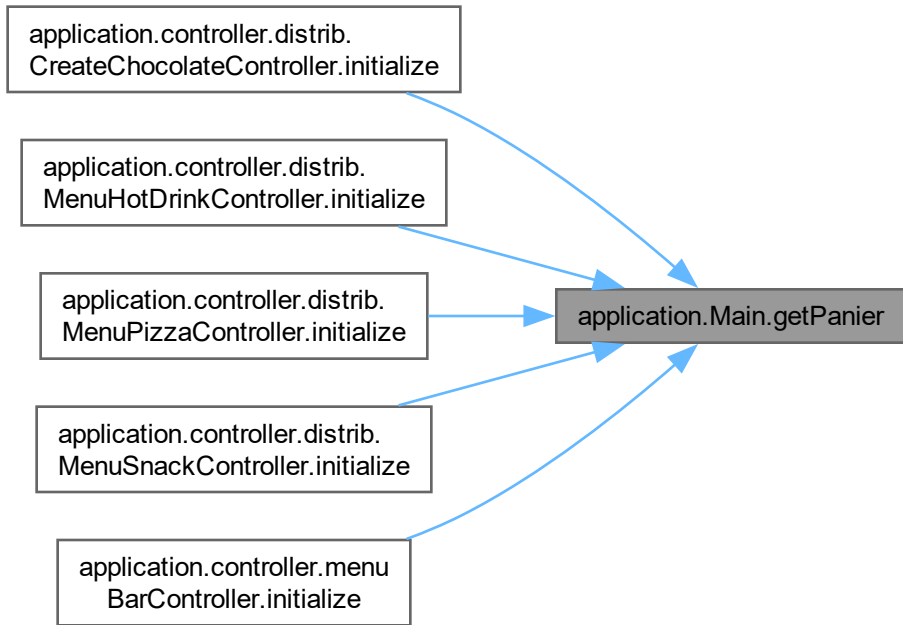 application.controller.distrib.
CreateChocolateController.initialize
application.controller.distrib.
MenuHotDrinkController.initialize
application.controller.distrib.
MenuPizzaController.initialize
application.Main.getPanier
application.controller.distrib.
MenuSnackController.initialize
application.controller.menu
BarController.initialize